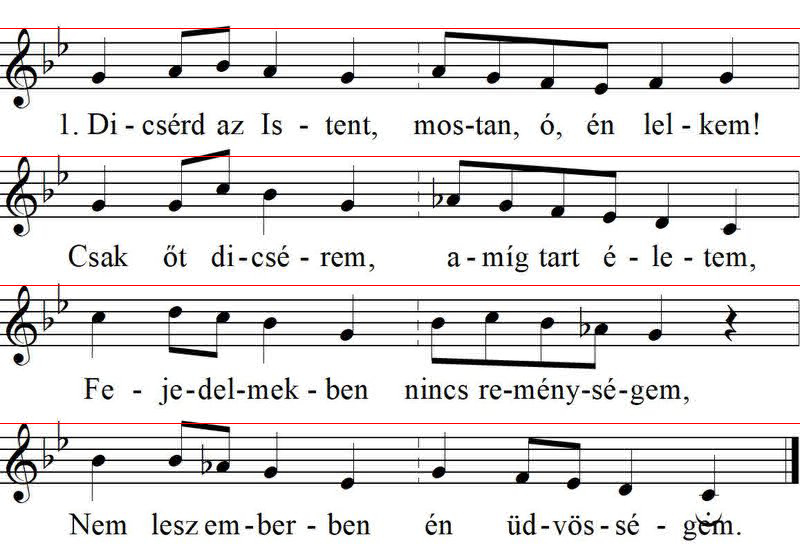 1. Di - csérd az Is - tent, mos-tan, ó, én lel - kem!
Csak őt di-csé - rem, a - míg tart é - le - tem,
Fe - je-del-mek - ben nincs re-mény-sé-gem,
Nem lesz em-ber - ben én üd-vös-sé - gem.